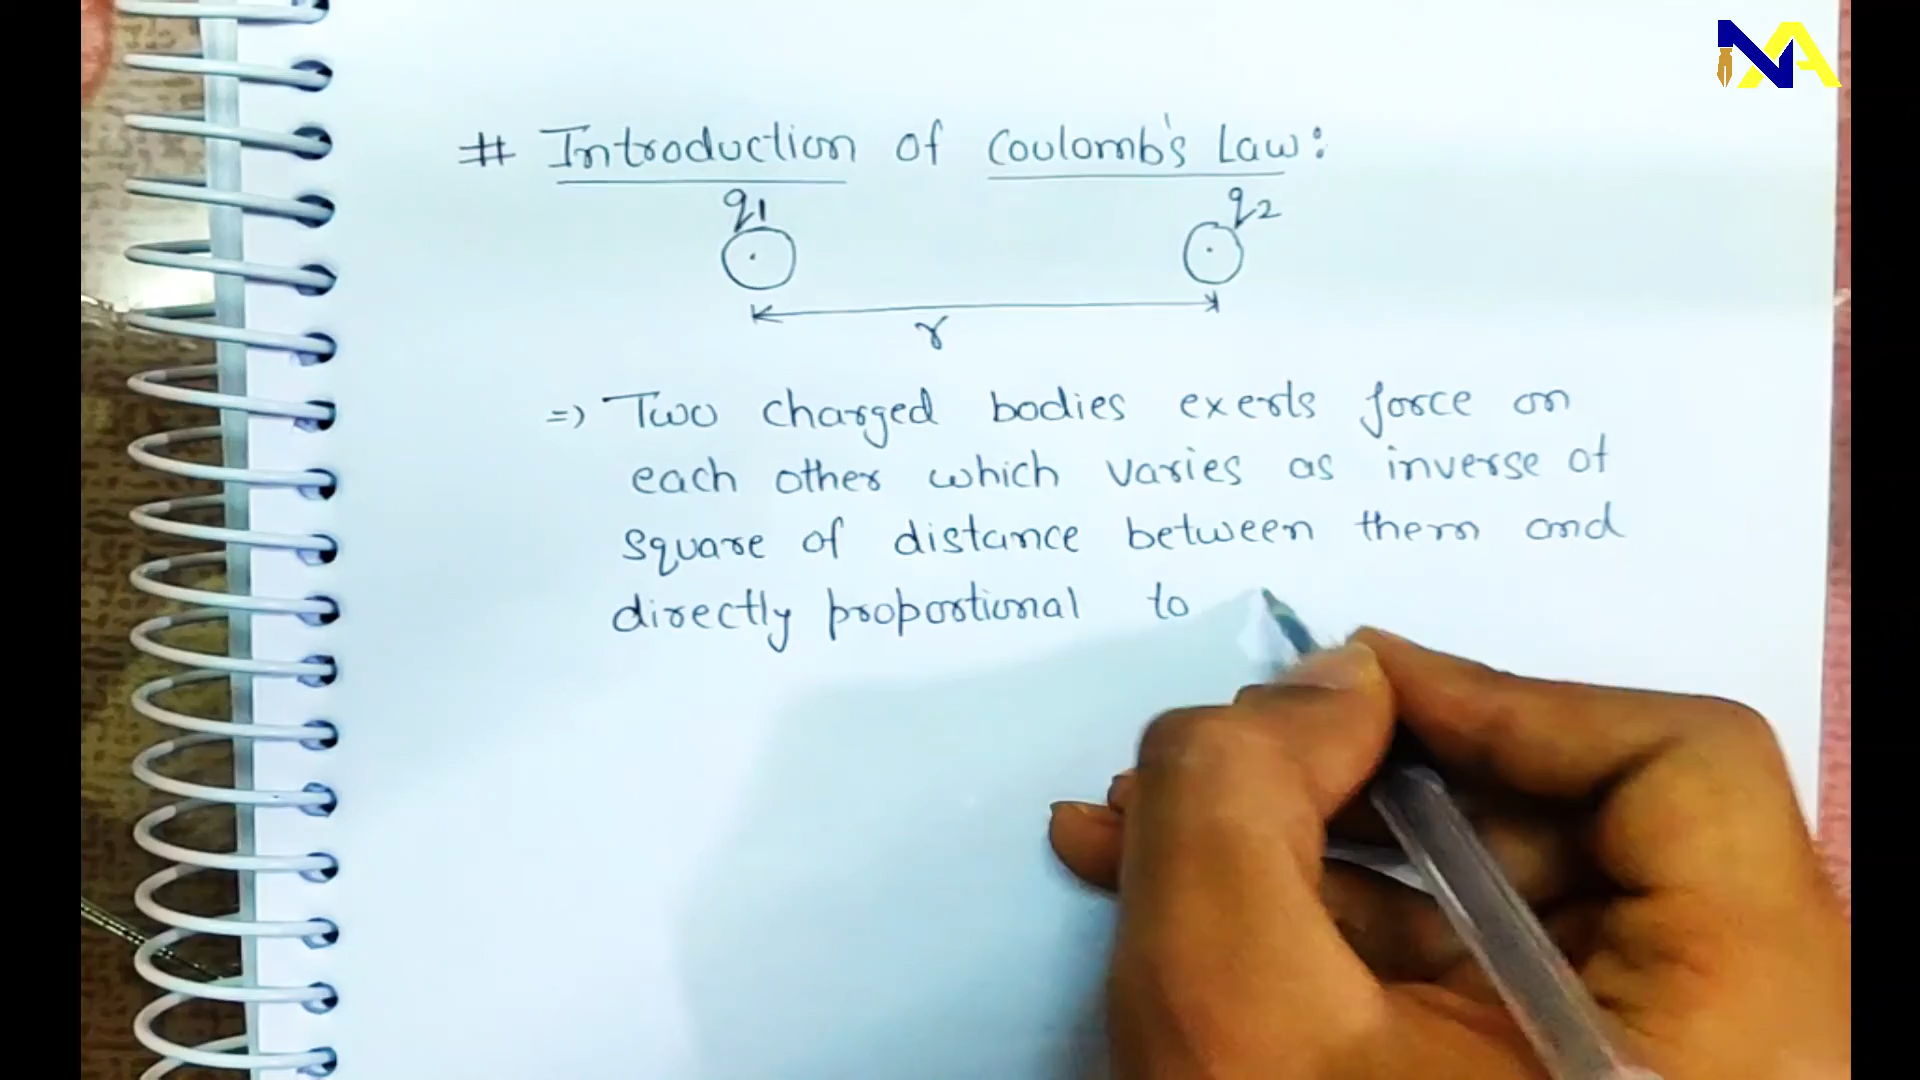 NA
# Introduction of Coulomb's Law:
q1 q2
r
=) Two charged bodies exerts force on
each other which varies as inverse of
square of distance between them and
directly proportional to